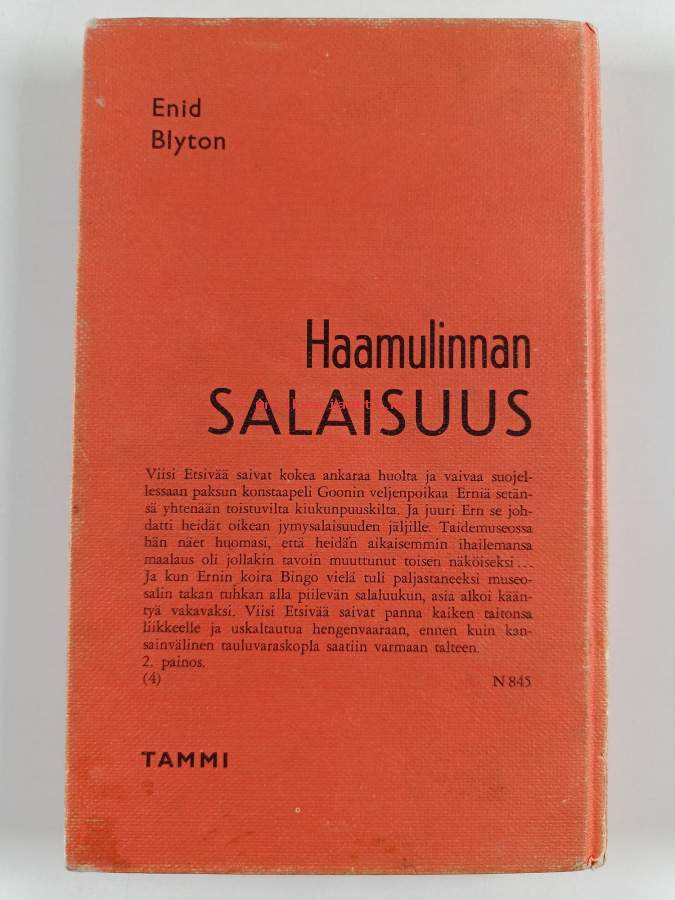 Enid
Blyton
Haamulinnan
SALAISUUS
Viisi Etsivää saivat kokea ankaraa huolta ja vaivaa suojel-
lessaan paksun konstaapeli Goonin veljenpoikaa Erniä setän-
sä yhtenään toistuvilta kiukunpuuskilta. Ja juuri Ern se joh-
datti heidät oikean jymysalaisuuden jäljille. Taidemuseossa
hän näet huomasi, että heidän aikaisemmin ihailemansa
maalaus oli jollakin tavoin muuttunut toisen näköiseksi...
Ja kun Ernin koira Bingo vielä tuli paljastaneeksi museo-
salin takan tuhkan alla piilevän salaluukun, asia alkoi kään-
tyä vakavaksi. Viisi Etsivää saivat panna kaiken taitonsa
liikkeelle ja uskaltautua hengenvaaraan, ennen kuin kan-
sainvälinen tauluvaraskopla saatiin varmaan talteen.
2. painos.
(4) N 845
TAMMI